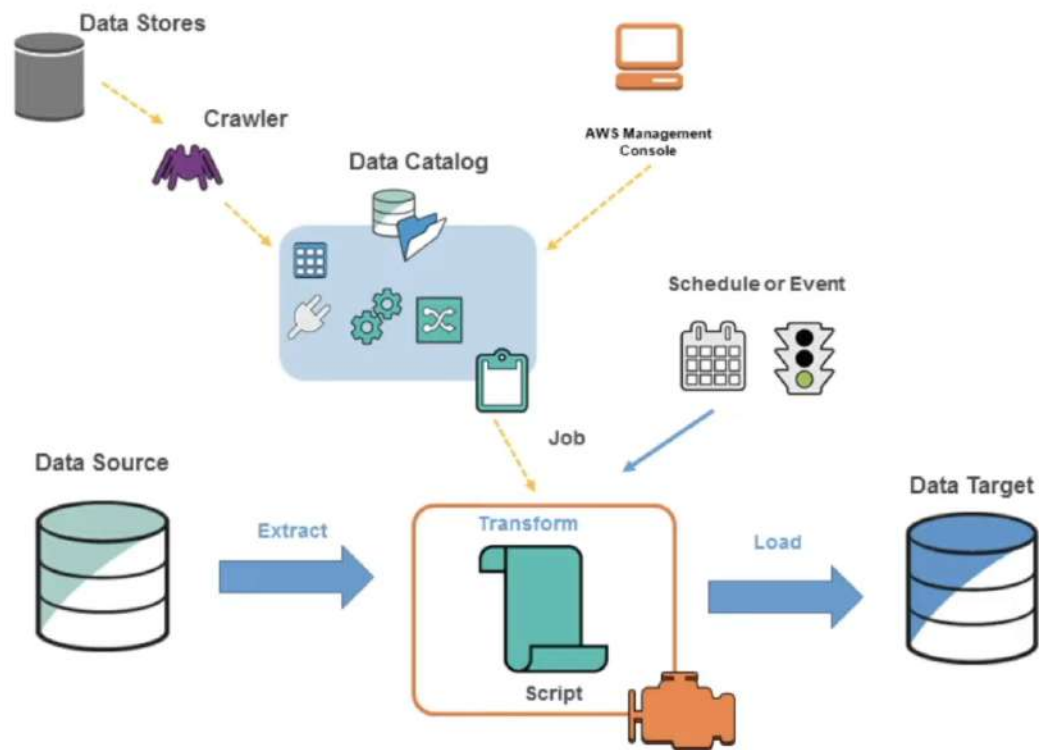 Data Stores
Crawler
AWS Management
Console
Data Catalog
Schedule or Event
Job
Data Source
Data Target
Extract
Transform
Load
Script